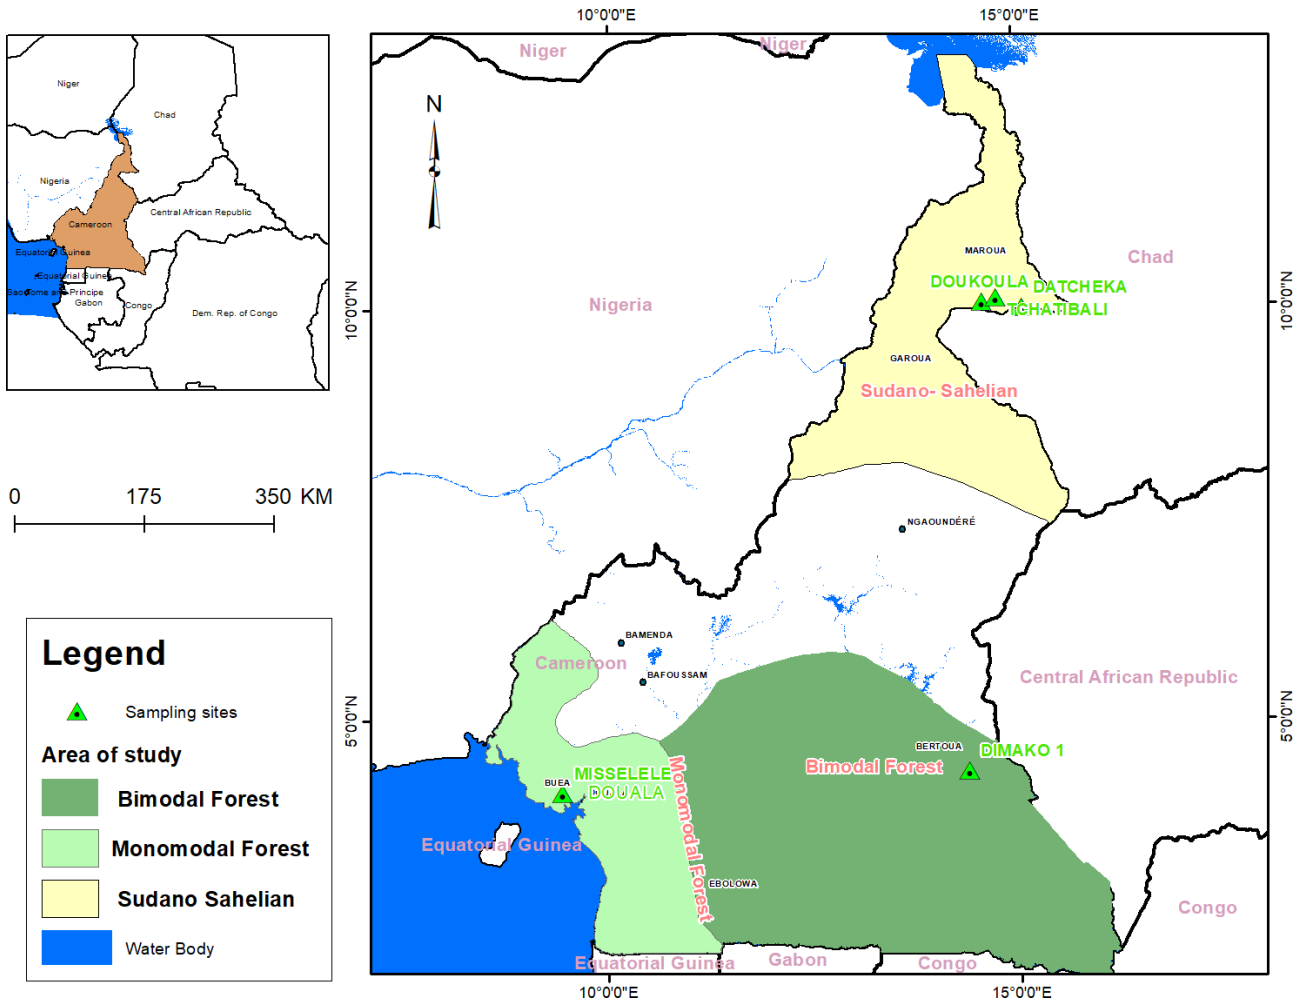 10°0'0"E
15°0'0"E
Niger
Chad
Nigeria
Central African Republic
Cameroon
Equatorial Guinea
Equatorial Guinea
Sao Tome and Principe
Gabon
Congo
Dem. Rep. of Congo
0 175 350 KM
Legend
Sampling sites
Area of study
Bimodal Forest
Monomodal Forest
Sudano Sahelian
Water Body
Niger
Niger
N
MAROUA
Chad
DOUKOULA
DATCHEKA
TCHATIBALI
Nigeria
10°0'0"N
10°0'0"N
GAROUA
Sudano- Sahelian
NGAOUNDÉRÉ
BAMENDA
Cameroon
BAFOUSSAM
Central African Republic
5°0'0"N
5°0'0"N
BERTOUA
DIMAKO 1
Bimodal Forest
Monomodal Forest
BUEA
MISSELELE
DOUALA
Equatorial Guinea
EBOLOWA
Congo
Equatorial Guinea
Gabon
Congo
10°0'0"E
15°0'0"E